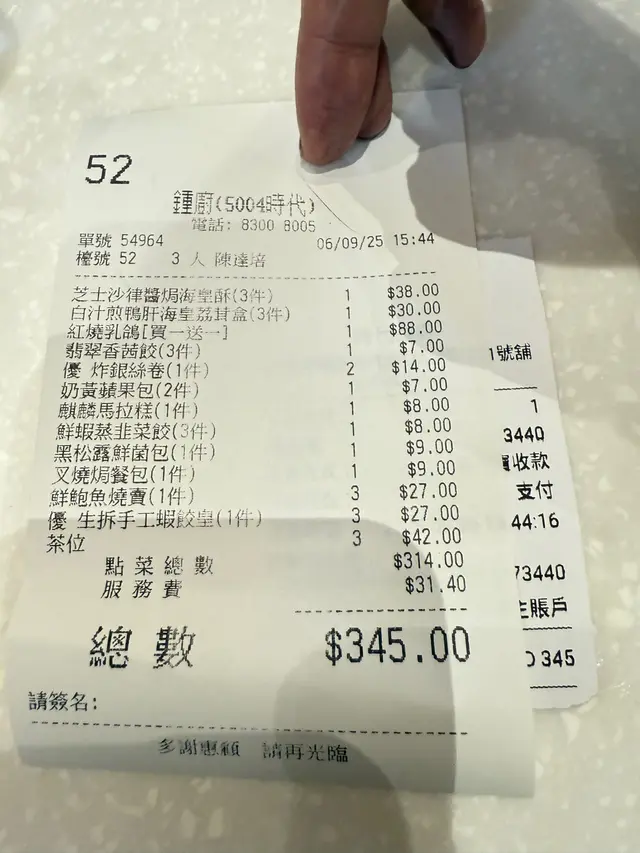 52
鍾廚(5004時代)
電話: 8300 8005
單號 54964 06/09/25 15:44
檯號 52 3 人 陳達培
芝士沙律醬焗海皇酥(3件) 1 $38.00
白汁煎鴨肝海皇荔茸盒(3件) 1 $30.00
紅燒乳鴿[買一送一] 1 $88.00
翡翠香茜餃(3件) 1 $7.00
優 炸銀絲卷(1件) 2 $14.00
奶黃蘋果包(2件) 1 $7.00
麒麟馬拉糕(1件) 1 $8.00
鮮蝦蒸韭菜餃(3件) 1 $8.00
黑松露鮮菌包(1件) 1 $9.00
叉燒焗餐包(1件) 1 $9.00
鮮鮑魚燒賣(1件) 3 $27.00
優 生拆手工蝦餃皇(1件) 3 $27.00
茶位 3 $42.00
點菜總數 $314.00
服務費 $31.40
總數 $345.00
請簽名:
多謝惠顧 請再光臨
1號舖
1
3440
收款
支付
44:16
73440
賬戶
345